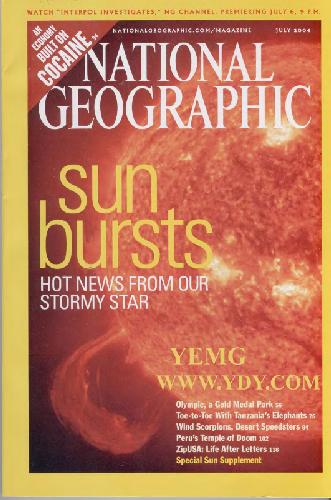 WATCH "INTERPOL INVESTIGATES," NG CHANNEL, PREMIERING JULY 6, 9 P.M.
NATIONALGEOGRAPHIC.COM/MAGAZINE
JULY 2004
AN
ECONOMY
BUILT ON
COCAINE
NATIONAL
GEOGRAPHIC
sun
bursts
HOT NEWS FROM OUR
STORMY STAR
YEMG
WWW.YDY.COM
Olympic, a Gold Medal Park
Toe-to-Toe With Tanzania's Elephants
Wind Scorpions, Desert Speedsters
Peru's Temple of Doom 102
ZipUSA: Life After Letters
Special Sun Supplement